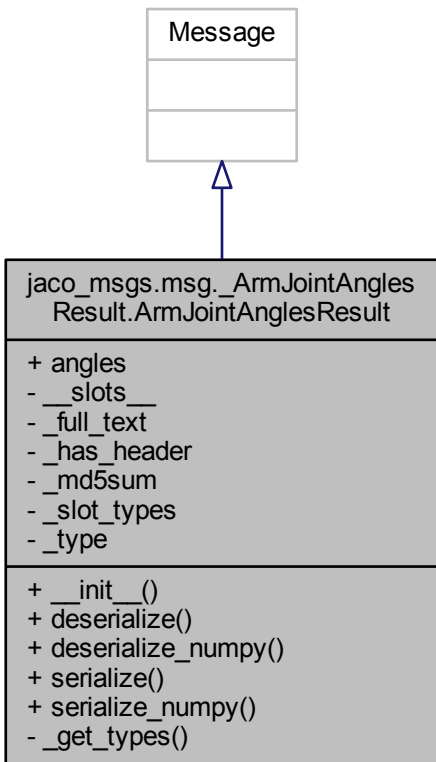 Message
jaco_msgs.msg._ArmJointAngles
Result.ArmJointAnglesResult
+ angles
- __slots__
- _full_text
- _has_header
- _md5sum
- _slot_types
- _type
+ __init__()
+ deserialize()
+ deserialize_numpy()
+ serialize()
+ serialize_numpy()
- _get_types()